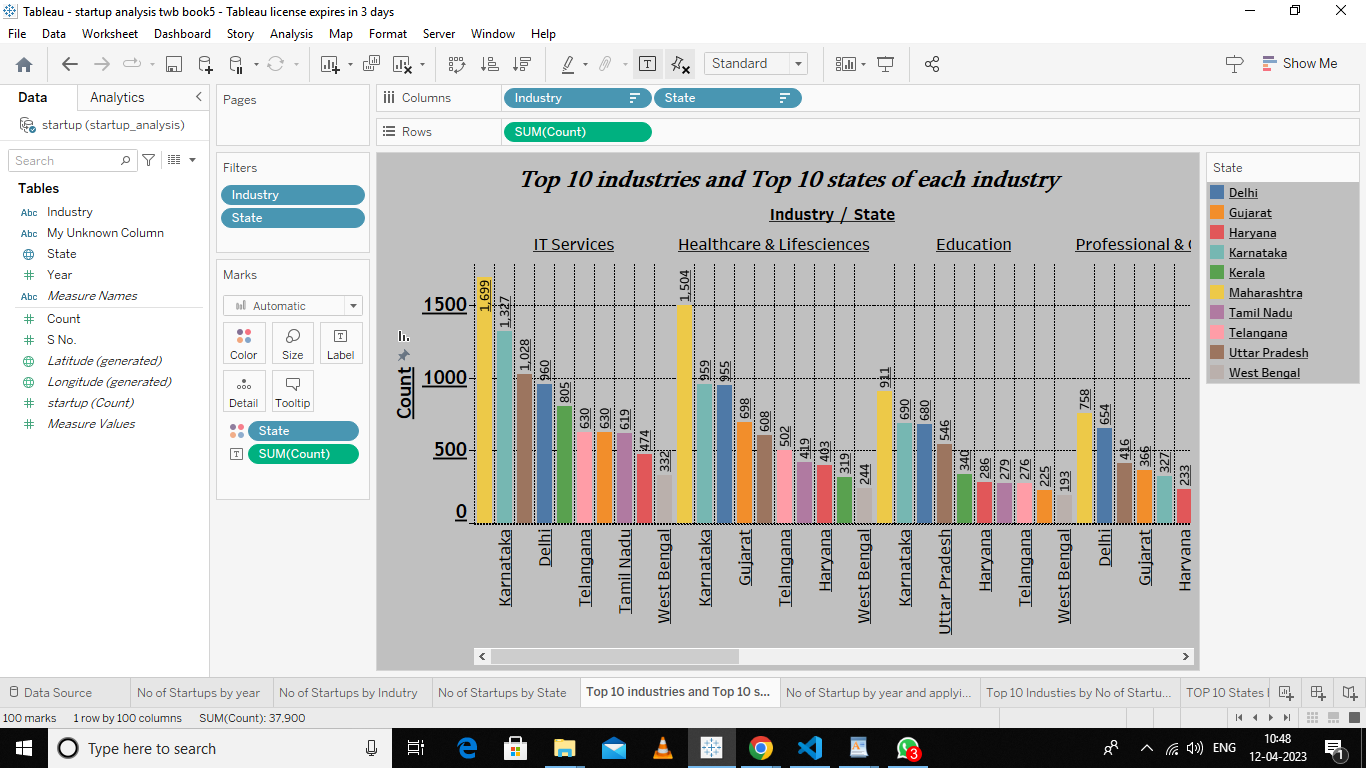 Tableau - startup analysis twb book5 - Tableau license expires in 3 days
File Data Worksheet Dashboard Story Analysis Map Format Server Window Help
Standard
Show Me
Data Analytics
startup (startup_analysis)
Search
Tables
Abc Industry
Abc My Unknown Column
State
Year
Abc Measure Names
Count
S No.
Latitude (generated)
Longitude (generated)
startup (Count)
Measure Values
Pages
Filters
Industry
State
Marks
Automatic
Color Size Label
Detail Tooltip
State
SUM(Count)
Columns Industry State
Rows SUM(Count)
Top 10 industries and Top 10 states of each industry
Industry / State
IT Services Healthcare & Lifesciences Education Professional &
Count
1500
1000
500
0
1,699 1,327 1,028 960 805 630 630 619 474 332
1,504 959 955 698 608 502 419 403 319 244
911 690 680 546 340 286 279 276 225 193
758 654 416 366 327 233
Karnataka Delhi Telangana Tamil Nadu West Bengal
Karnataka Gujarat Telangana Haryana West Bengal
Karnataka Uttar Pradesh Haryana Telangana West Bengal
Delhi Gujarat Haryana
State
Delhi
Gujarat
Haryana
Karnataka
Kerala
Maharashtra
Tamil Nadu
Telangana
Uttar Pradesh
West Bengal
Data Source No of Startups by year No of Startups by Indutry No of Startups by State Top 10 industries and Top 10 s... No of Startup by year and applyi... Top 10 Industies by No of Startu... TOP 10 States
100 marks 1 row by 100 columns SUM(Count): 37,900
Type here to search
3
ENG
10:48
12-04-2023
1